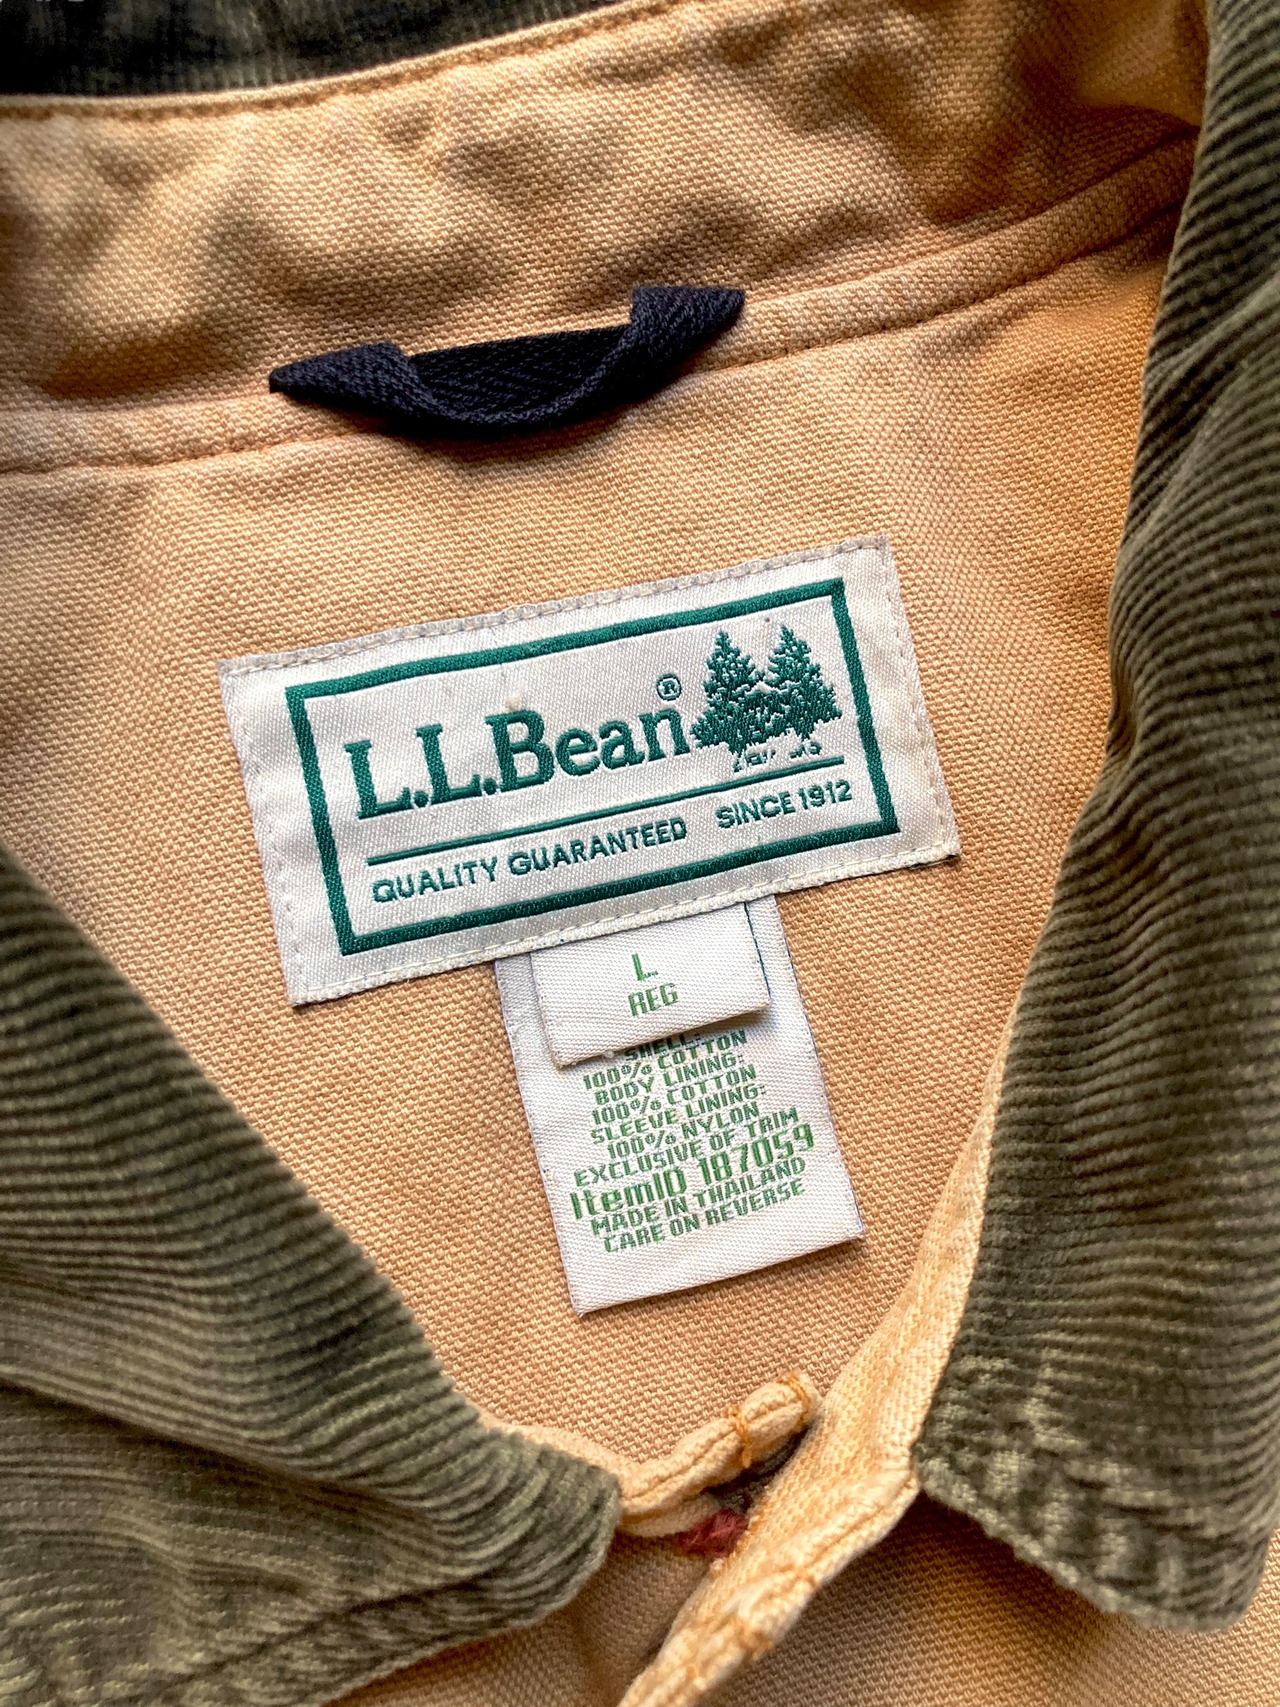 L.L.Bean®
QUALITY GUARANTEED SINCE 1912
L
REG
SHELL:
100% COTTON
BODY LINING:
100% COTTON
SLEEVE LINING:
100% NYLON
EXCLUSIVE OF TRIM
ItemID 187059
MADE IN THAILAND
CARE ON REVERSE